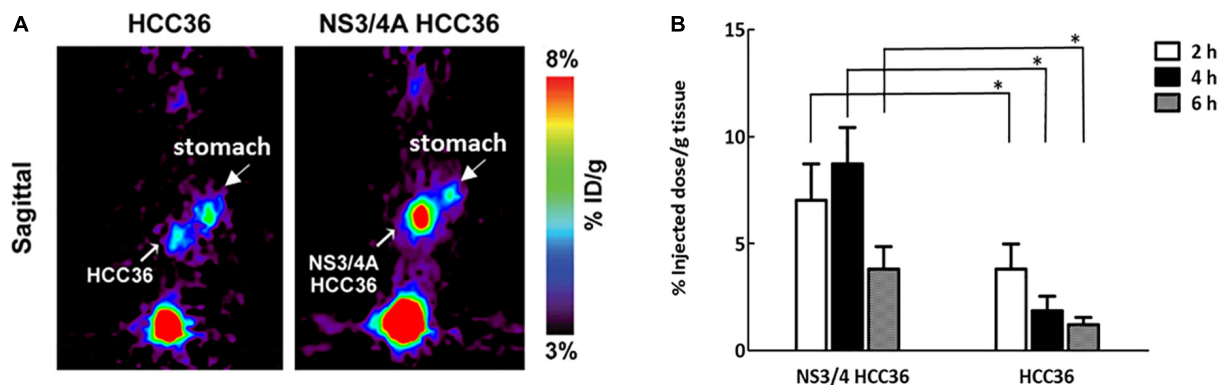 A
HCC36
NS3/4A HCC36
Sagittal
stomach
HCC36
stomach
NS3/4A
HCC36
8%
% ID/g
3%
B
% Injected dose/g tissue
15
10
5
0
*
*
*
2 h
4 h
6 h
NS3/4 HCC36
HCC36